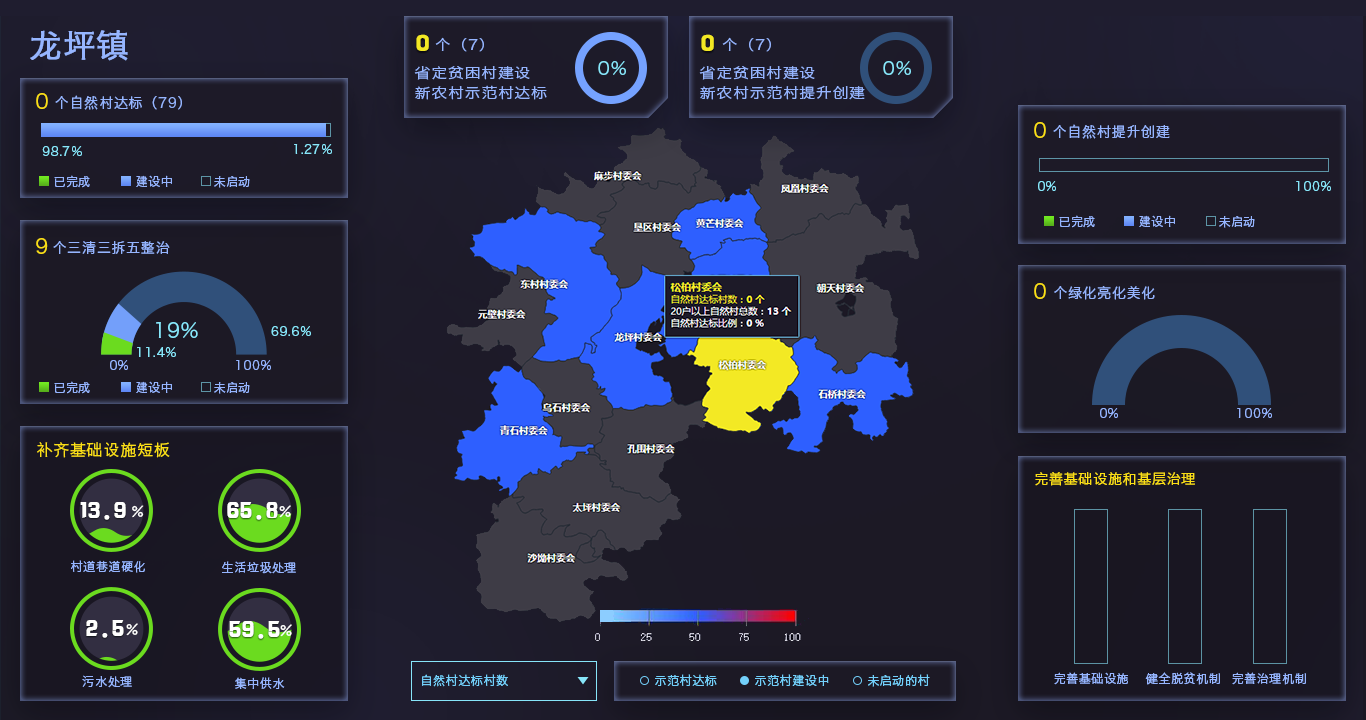 龙坪镇
0 个自然村达标（79）
98.7%
1.27%
已完成
建设中
未启动
9 个三清三拆五整治
19%
69.6%
11.4%
0%
100%
已完成
建设中
未启动
补齐基础设施短板
13.9 %
65.8%
村道巷道硬化
生活垃圾处理
2.5%
59.5%
污水处理
集中供水
0 个（7）
省定贫困村建设
新农村示范村达标
0%
0 个（7）
省定贫困村建设
新农村示范村提升创建
0%
麻步村委会
凤凰村委会
垦区村委会
黄芒村委会
东村村委会
朝天村委会
元壁村委会
松柏村委会
自然村达标村数：0 个
20户以上自然村总数：13 个
自然村达标比例：0 %
龙坪村委会
松柏村委会
石桥村委会
乌石村委会
青石村委会
孔围村委会
太坪村委会
沙坳村委会
0
25
50
75
100
自然村达标村数
示范村达标
示范村建设中
未启动的村
0 个自然村提升创建
0%
100%
已完成
建设中
未启动
0 个绿化亮化美化
0%
100%
完善基础设施和基层治理
完善基础设施
健全脱贫机制
完善治理机制